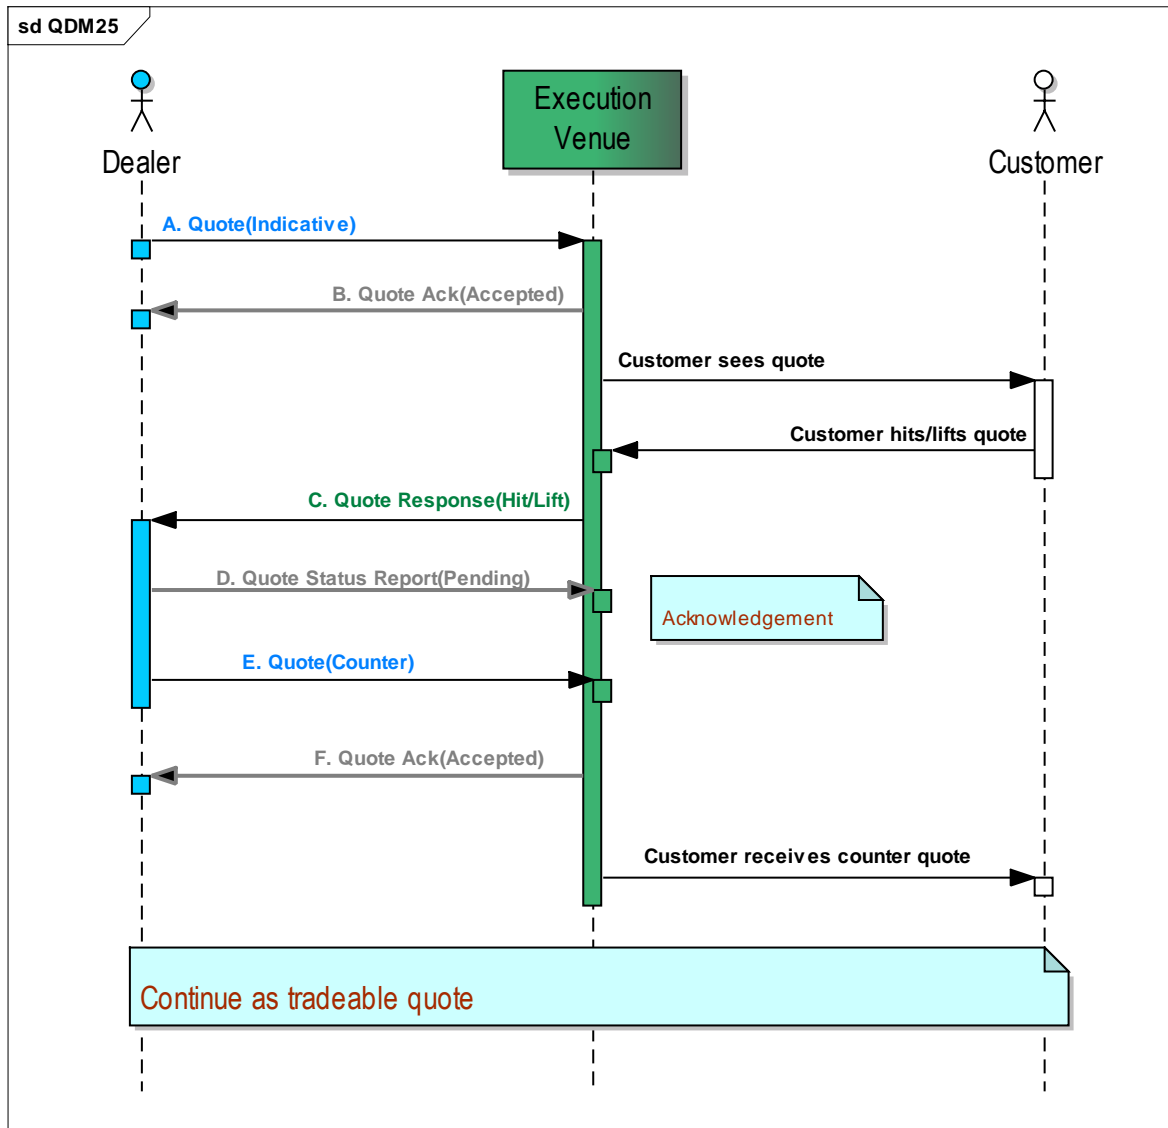 sd QDM25
Execution
Venue
Dealer
Customer
A. Quote(Indicative)
B. Quote Ack(Accepted)
Customer sees quote
Customer hits/lifts quote
C. Quote Response(Hit/Lift)
D. Quote Status Report(Pending)
Acknowledgement
E. Quote(Counter)
F. Quote Ack(Accepted)
Customer receives counter quote
Continue as tradeable quote